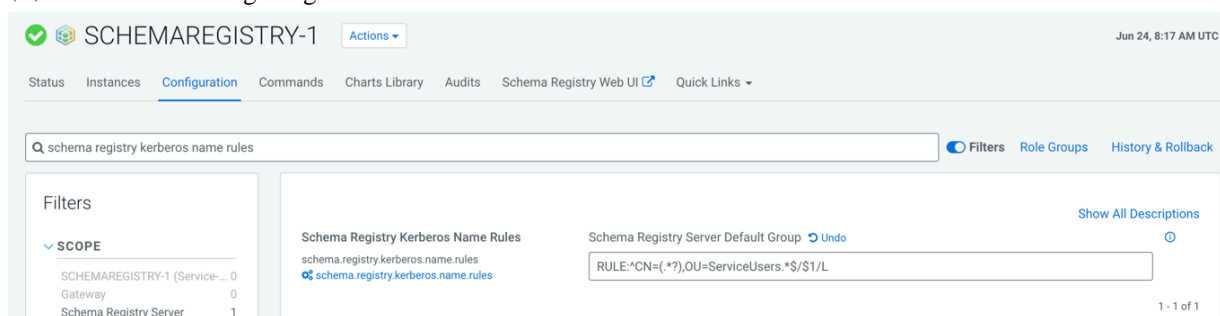 SCHEMAREGISTRY-1 Actions Jun 24, 8:17 AM UTC
Status Instances Configuration Commands Charts Library Audits Schema Registry Web UI Quick Links
schema registry kerberos name rules Filters Role Groups History & Rollback
Filters
Show All Descriptions
SCOPE
Schema Registry Kerberos Name Rules Schema Registry Server Default Group Undo
schema.registry.kerberos.name.rules
RULE:^CN=(.*?),OU=ServiceUsers.*$/$1/L
schema.registry.kerberos.name.rules
SCHEMAREGISTRY-1 (Service-... 0
Gateway 0
Schema Registry Server 1
1 - 1 of 1